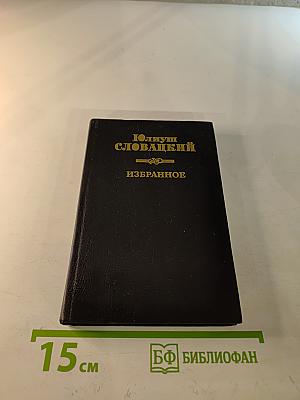 Юлиуш
СЛОВАЦКИЙ
ИЗБРАННОЕ
15 см
БФ БИБЛИОФАН